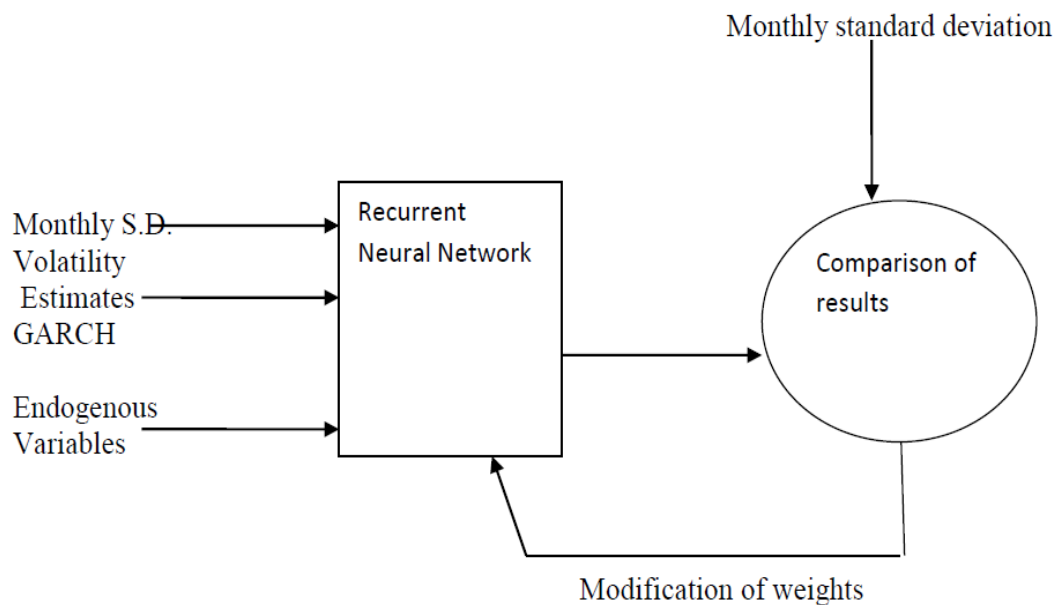 Monthly standard deviation
Monthly S.D.
Volatility
Estimates
GARCH
Endogenous
Variables
Recurrent
Neural Network
Comparison of
results
Modification of weights